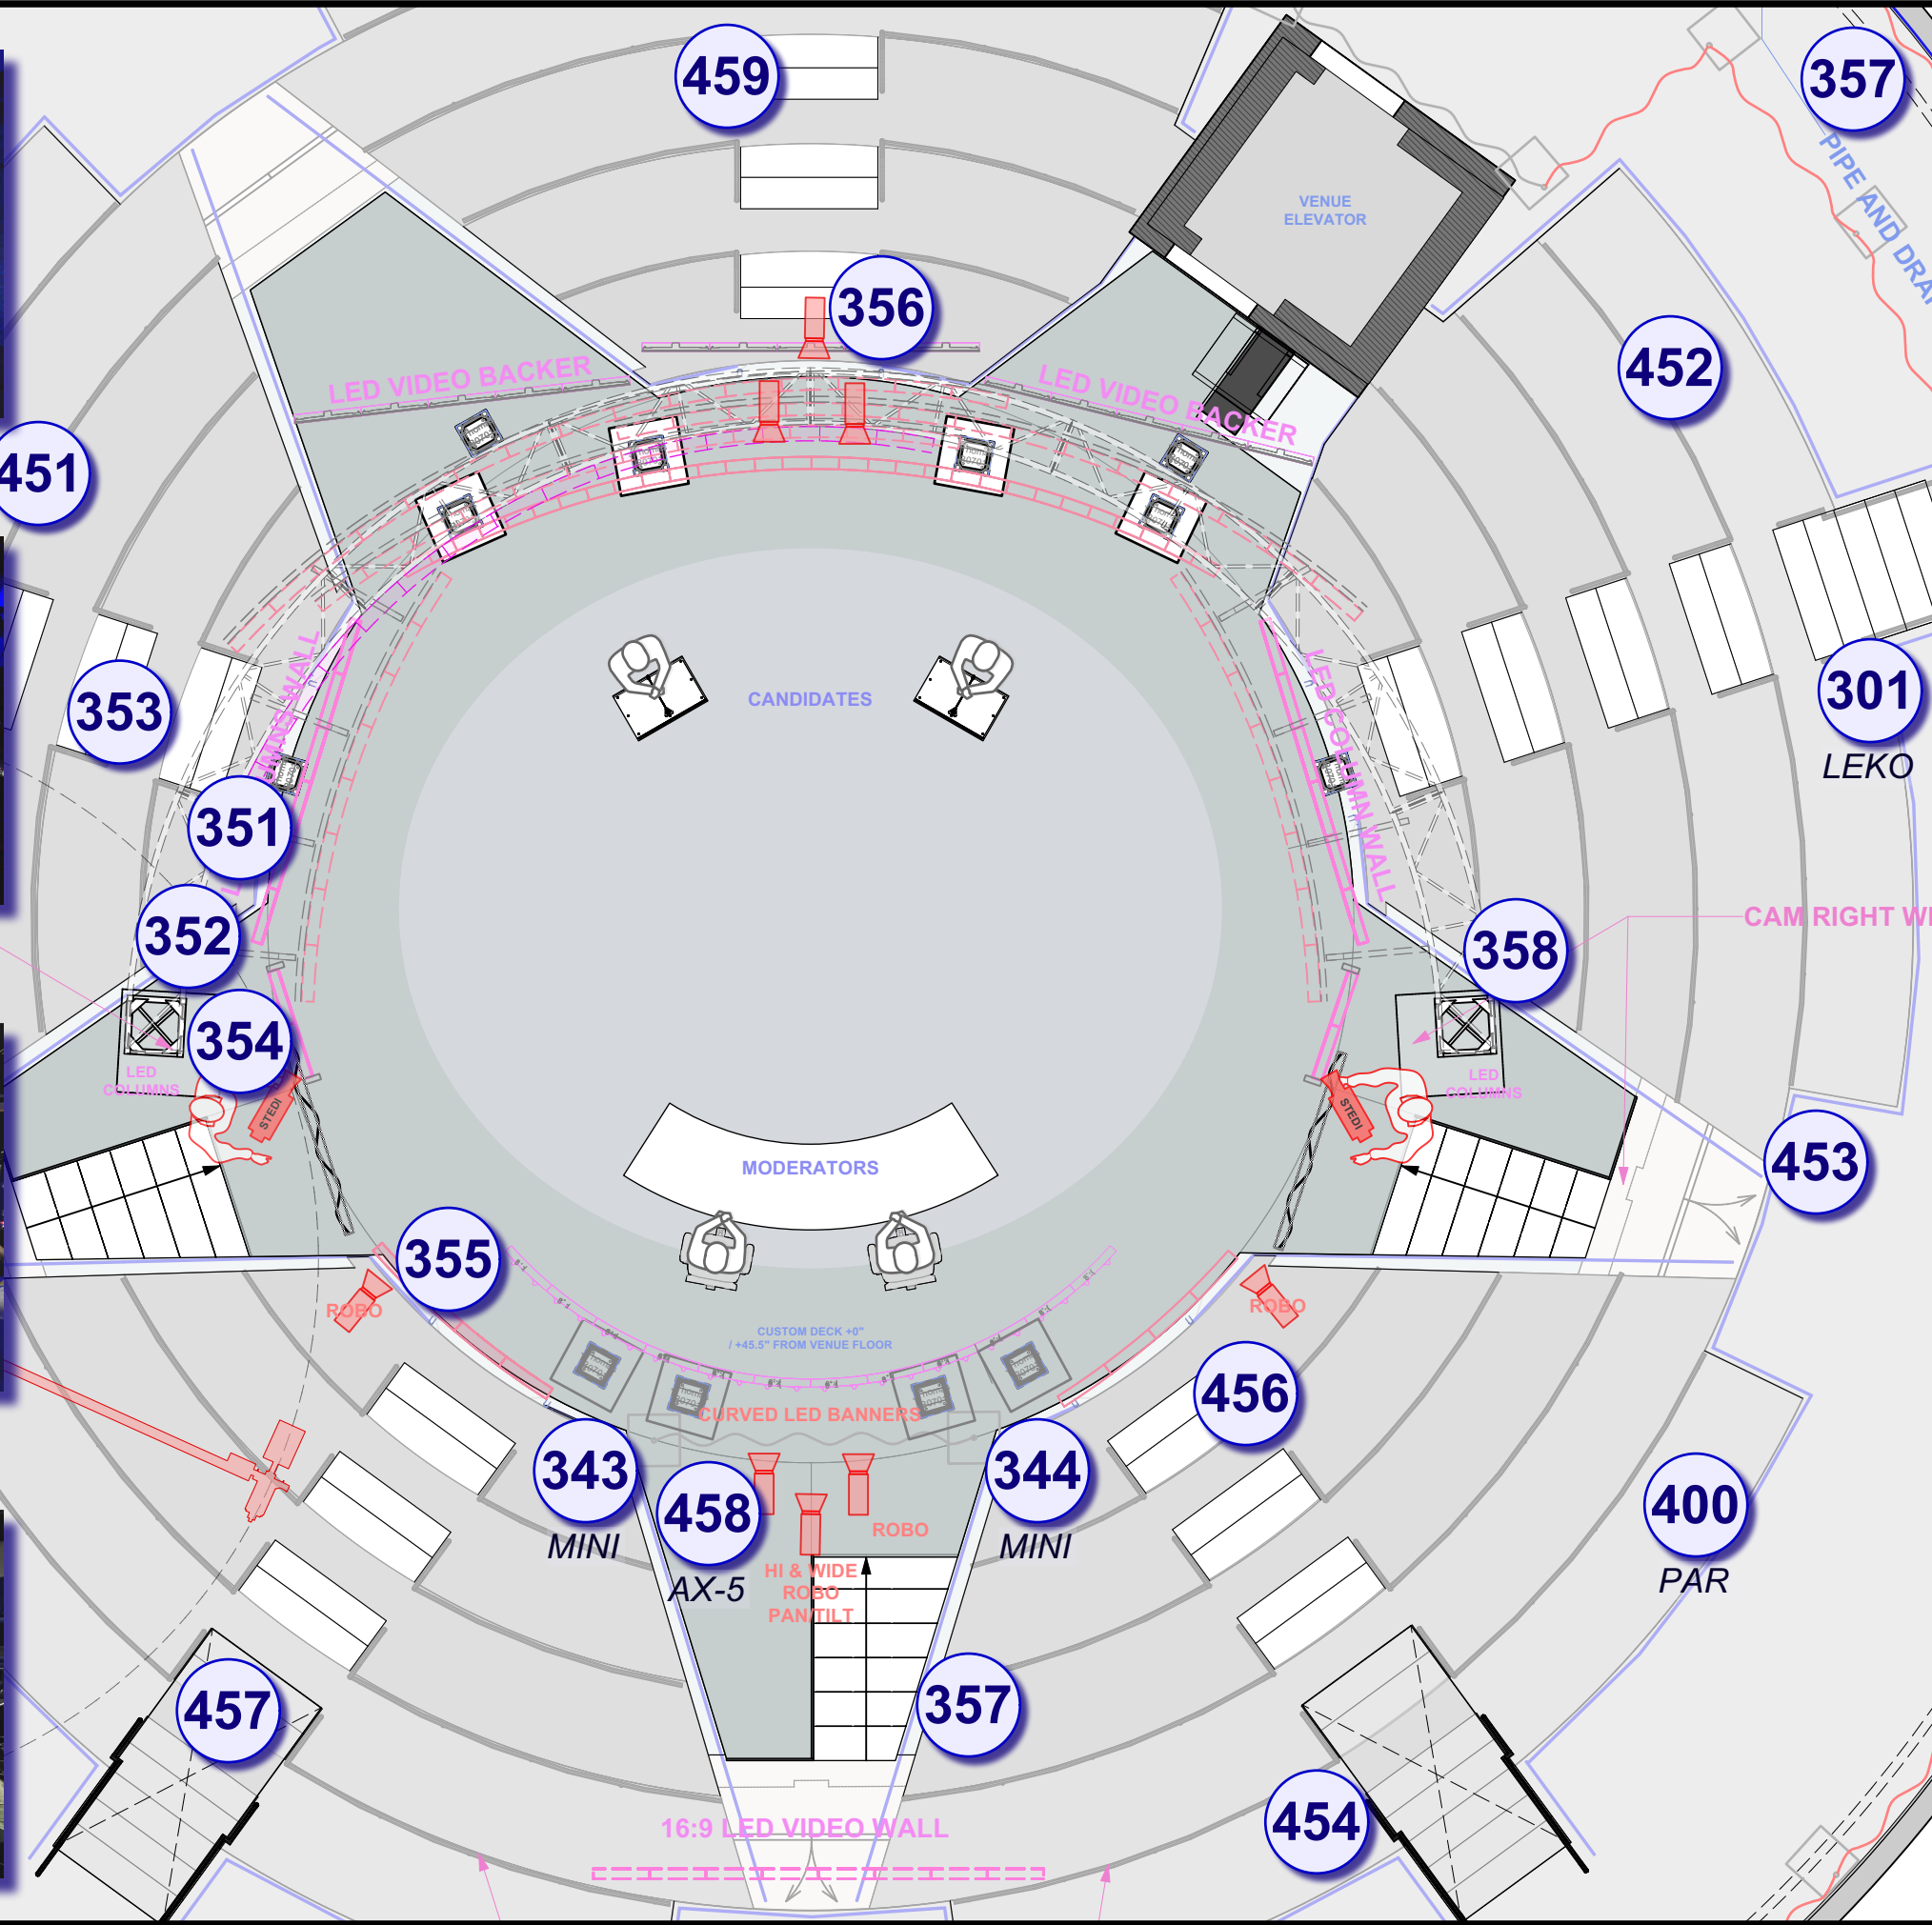 459
357
PIPE AND DRA
VENUE
ELEVATOR
356
LED VIDEO BACKER
LED VIDEO BACKER
452
451
353
CANDIDATES
301
LEKO
LED COLUMN WALL
351
352
358
CAM RIGHT WI
354
LED
COLUMNS
LED
COLUMNS
STEDI
STEDI
453
MODERATORS
355
ROBO
ROBO
CUSTOM DECK +0"
/ +45.5" FROM VENUE FLOOR
456
CURVED LED BANNERS
343
MINI
458
AX-5
344
MINI
ROBO
HI & WIDE
ROBO
PAN/TILT
400
PAR
457
357
454
16:9 LED VIDEO WALL